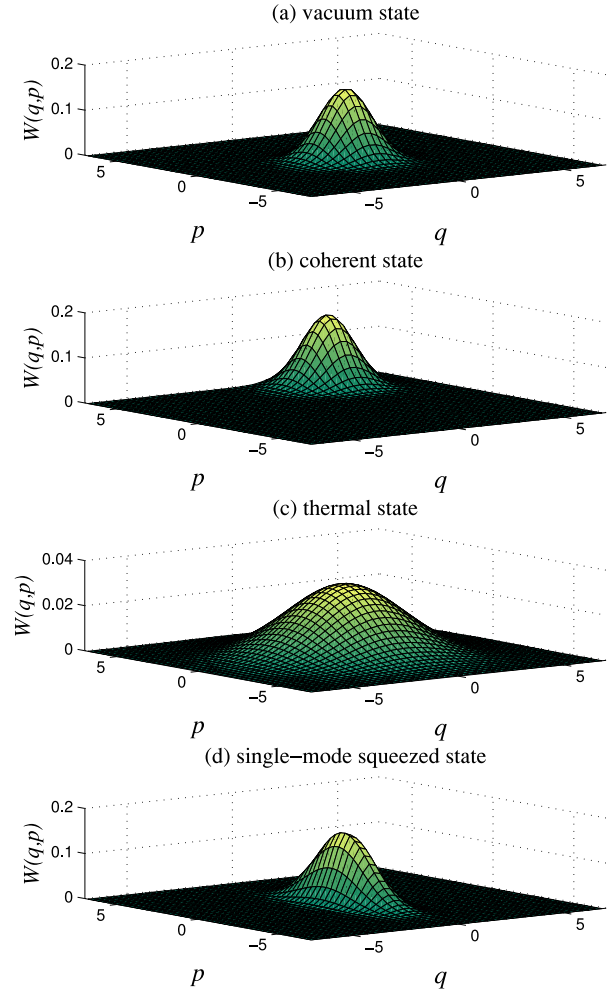 (a) vacuum state
0.2
0.1
0
W(q,p)
5
0
−5
p
−5
0
5
q
(b) coherent state
0.2
0.1
0
W(q,p)
5
0
−5
p
−5
0
5
q
(c) thermal state
0.04
0.02
0
W(q,p)
5
0
−5
p
−5
0
5
q
(d) single−mode squeezed state
0.2
0.1
0
W(q,p)
5
0
−5
p
−5
0
5
q